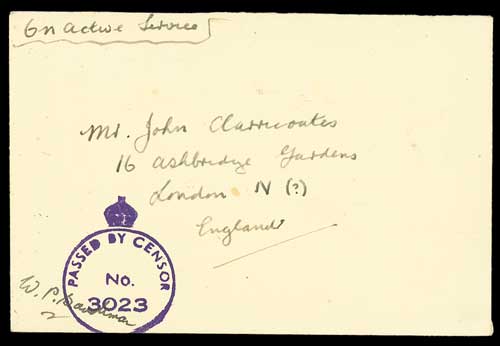 On Active Service
Mr. John Clarricoates
16 Ashbridge Gardens
London N (?)
England
PASSED BY CENSOR
No.
3023
W. P.